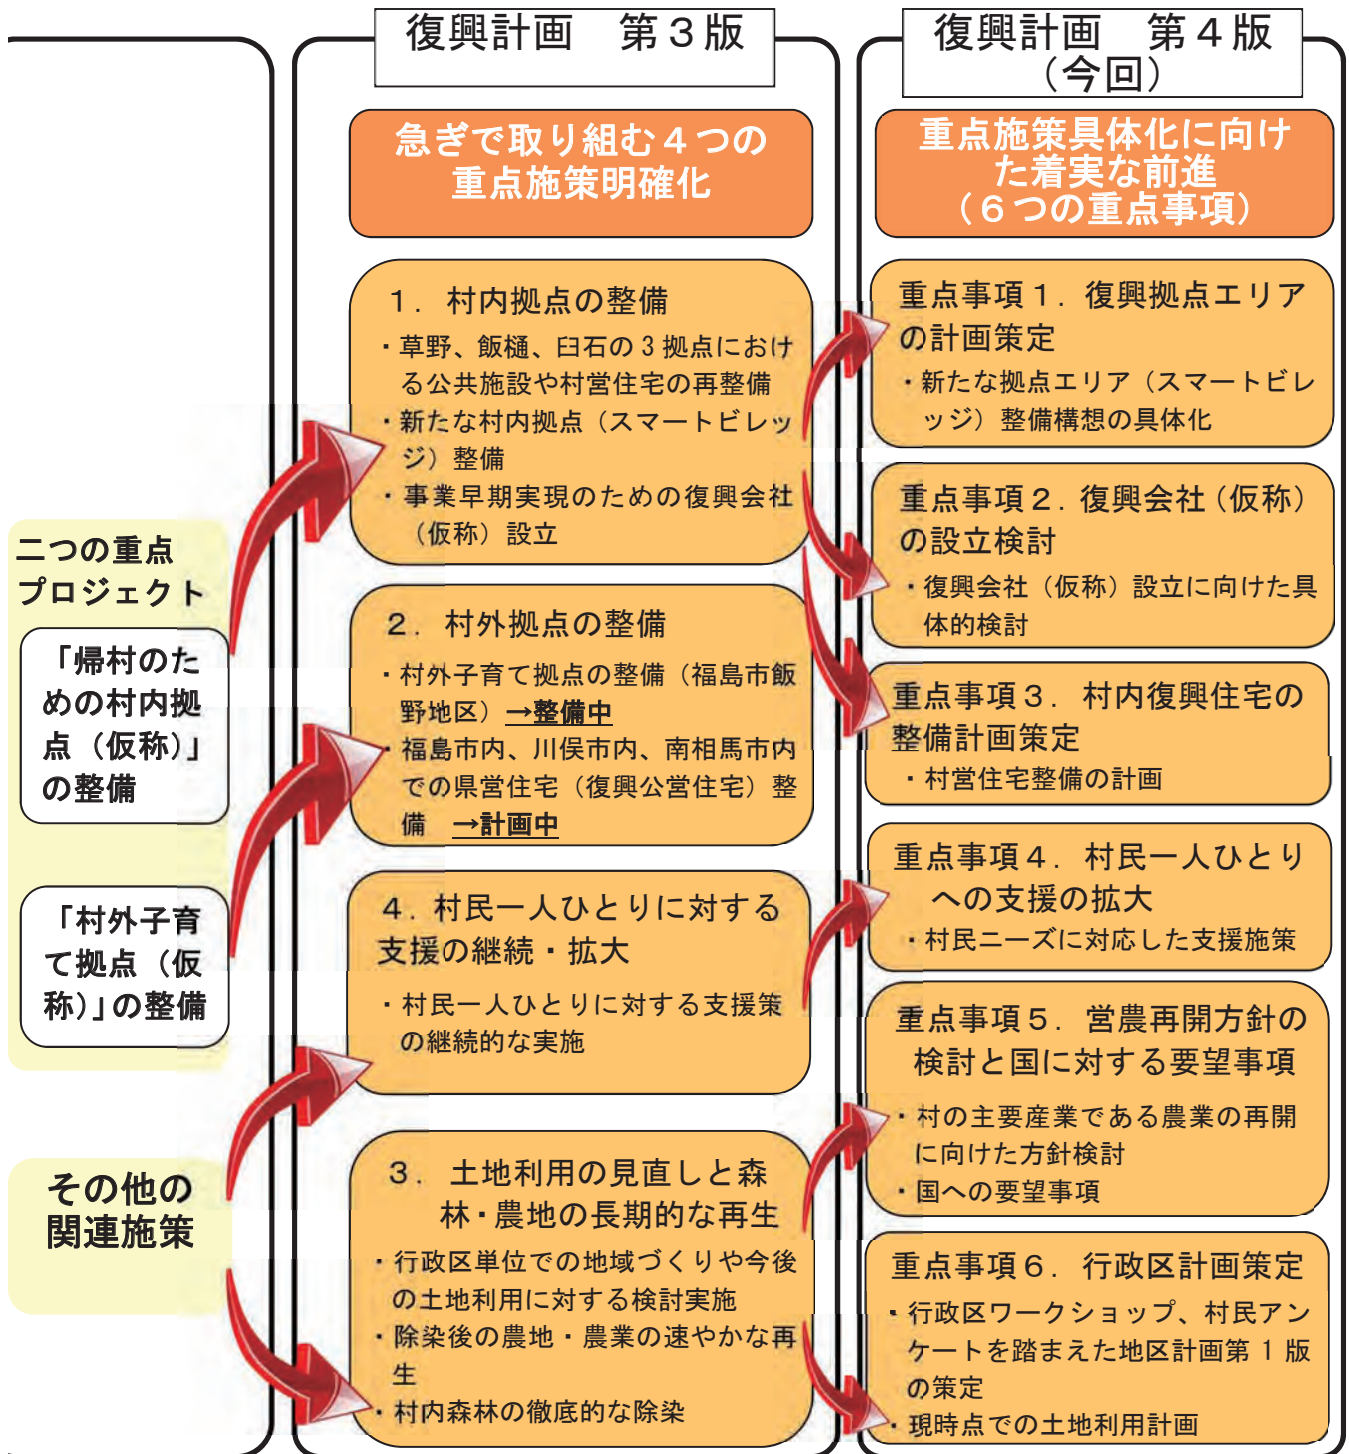 二つの重点
プロジェクト
「帰村のた
めの村内拠
点（仮称）」
の整備
「村外子育
て拠点（仮
称）」の整備
その他の
関連施策
復興計画　第３版
急ぎで取り組む４つの
重点施策明確化
１．村内拠点の整備
・草野、飯樋、臼石の3拠点におけ
る公共施設や村営住宅の再整備
・新たな村内拠点（スマートビレッ
ジ）整備
・事業早期実現のための復興会社
（仮称）設立
２．村外拠点の整備
・村外子育て拠点の整備（福島市飯
野地区）→整備中
・福島市内、川俣市内、南相馬市内
での県営住宅（復興公営住宅）整
備　→計画中
４．村民一人ひとりに対する
支援の継続・拡大
・村民一人ひとりに対する支援策
の継続的な実施
３．土地利用の見直しと森
林・農地の長期的な再生
・行政区単位での地域づくりや今後
の土地利用に対する検討実施
・除染後の農地・農業の速やかな再
生
・村内森林の徹底的な除染
復興計画　第４版
（今回）
重点施策具体化に向け
た着実な前進
（６つの重点事項）
重点事項１．復興拠点エリア
の計画策定
・新たな拠点エリア（スマートビレ
ッジ）整備構想の具体化
重点事項２．復興会社（仮称）
の設立検討
・復興会社（仮称）設立に向けた具
体的検討
重点事項３．村内復興住宅の
整備計画策定
・村営住宅整備の計画
重点事項４．村民一人ひとり
への支援の拡大
・村民ニーズに対応した支援施策
重点事項５．営農再開方針の
検討と国に対する要望事項
・村の主要産業である農業の再開
に向けた方針検討
・国への要望事項
重点事項６．行政区計画策定
・行政区ワークショップ、村民アン
ケートを踏まえた地区計画第1版
の策定
・現時点での土地利用計画